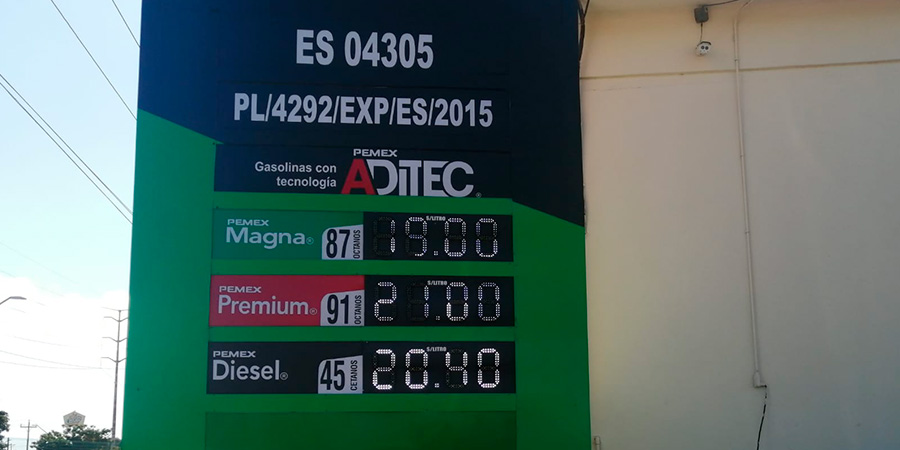 ES 04305
PL/4292/EXP/ES/2015
Gasolinas con
tecnología
PEMEX
ADiTEC®
PEMEX
Magna®
87
OCTANOS
$/LITRO
19.00
PEMEX
Premium®
91
OCTANOS
$/LITRO
21.00
PEMEX
Diesel®
45
CETANOS
$/LITRO
20.40